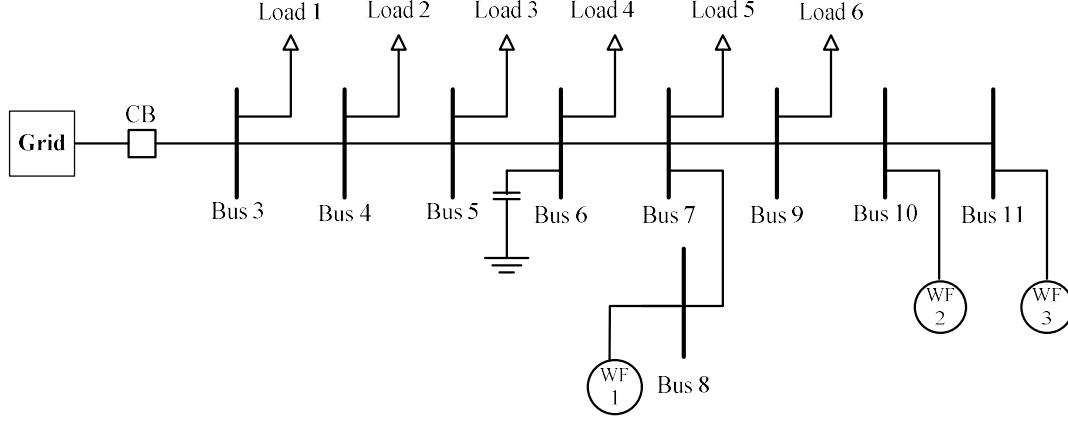 Load 1
Load 2
Load 3
Load 4
Load 5
Load 6
CB
Grid
Bus 3
Bus 4
Bus 5
Bus 6
Bus 7
Bus 9
Bus 10
Bus 11
WF
2
WF
3
WF
1
Bus 8